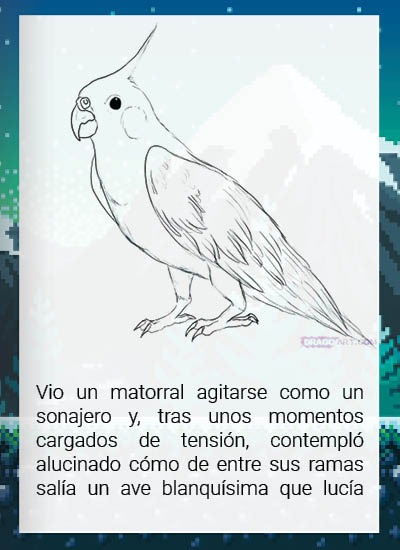 DRAGOART.COM
Vio un matorral agitarse como un
sonajero y, tras unos momentos
cargados de tensión, contempló
alucinado cómo de entre sus ramas
salía un ave blanquísima que lucía